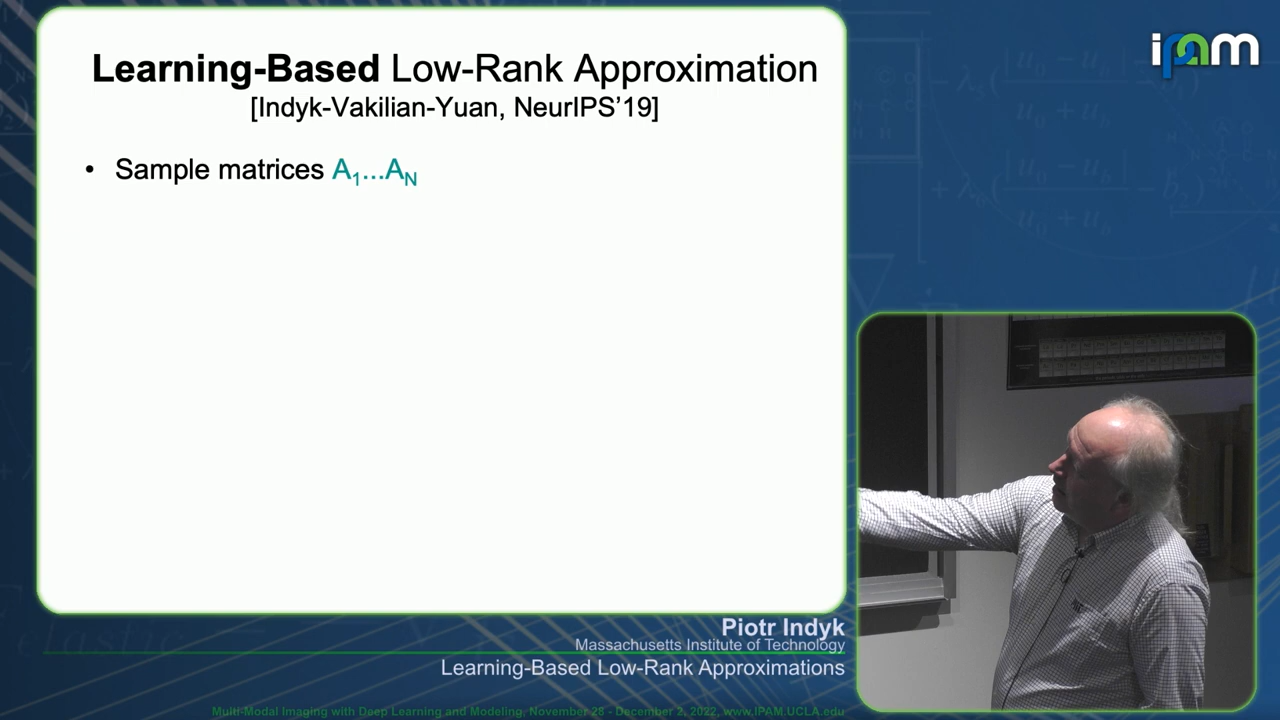 Learning-Based Low-Rank Approximation
[Indyk-Vakilian-Yuan, NeurIPS’19]
• Sample matrices A₁...A_N
ipam
Piotr Indyk
Massachusetts Institute of Technology
Learning-Based Low-Rank Approximations
Multi-Modal Imaging with Deep Learning and Modeling, November 28 - December 2, 2022, www.IPAM.UCLA.edu